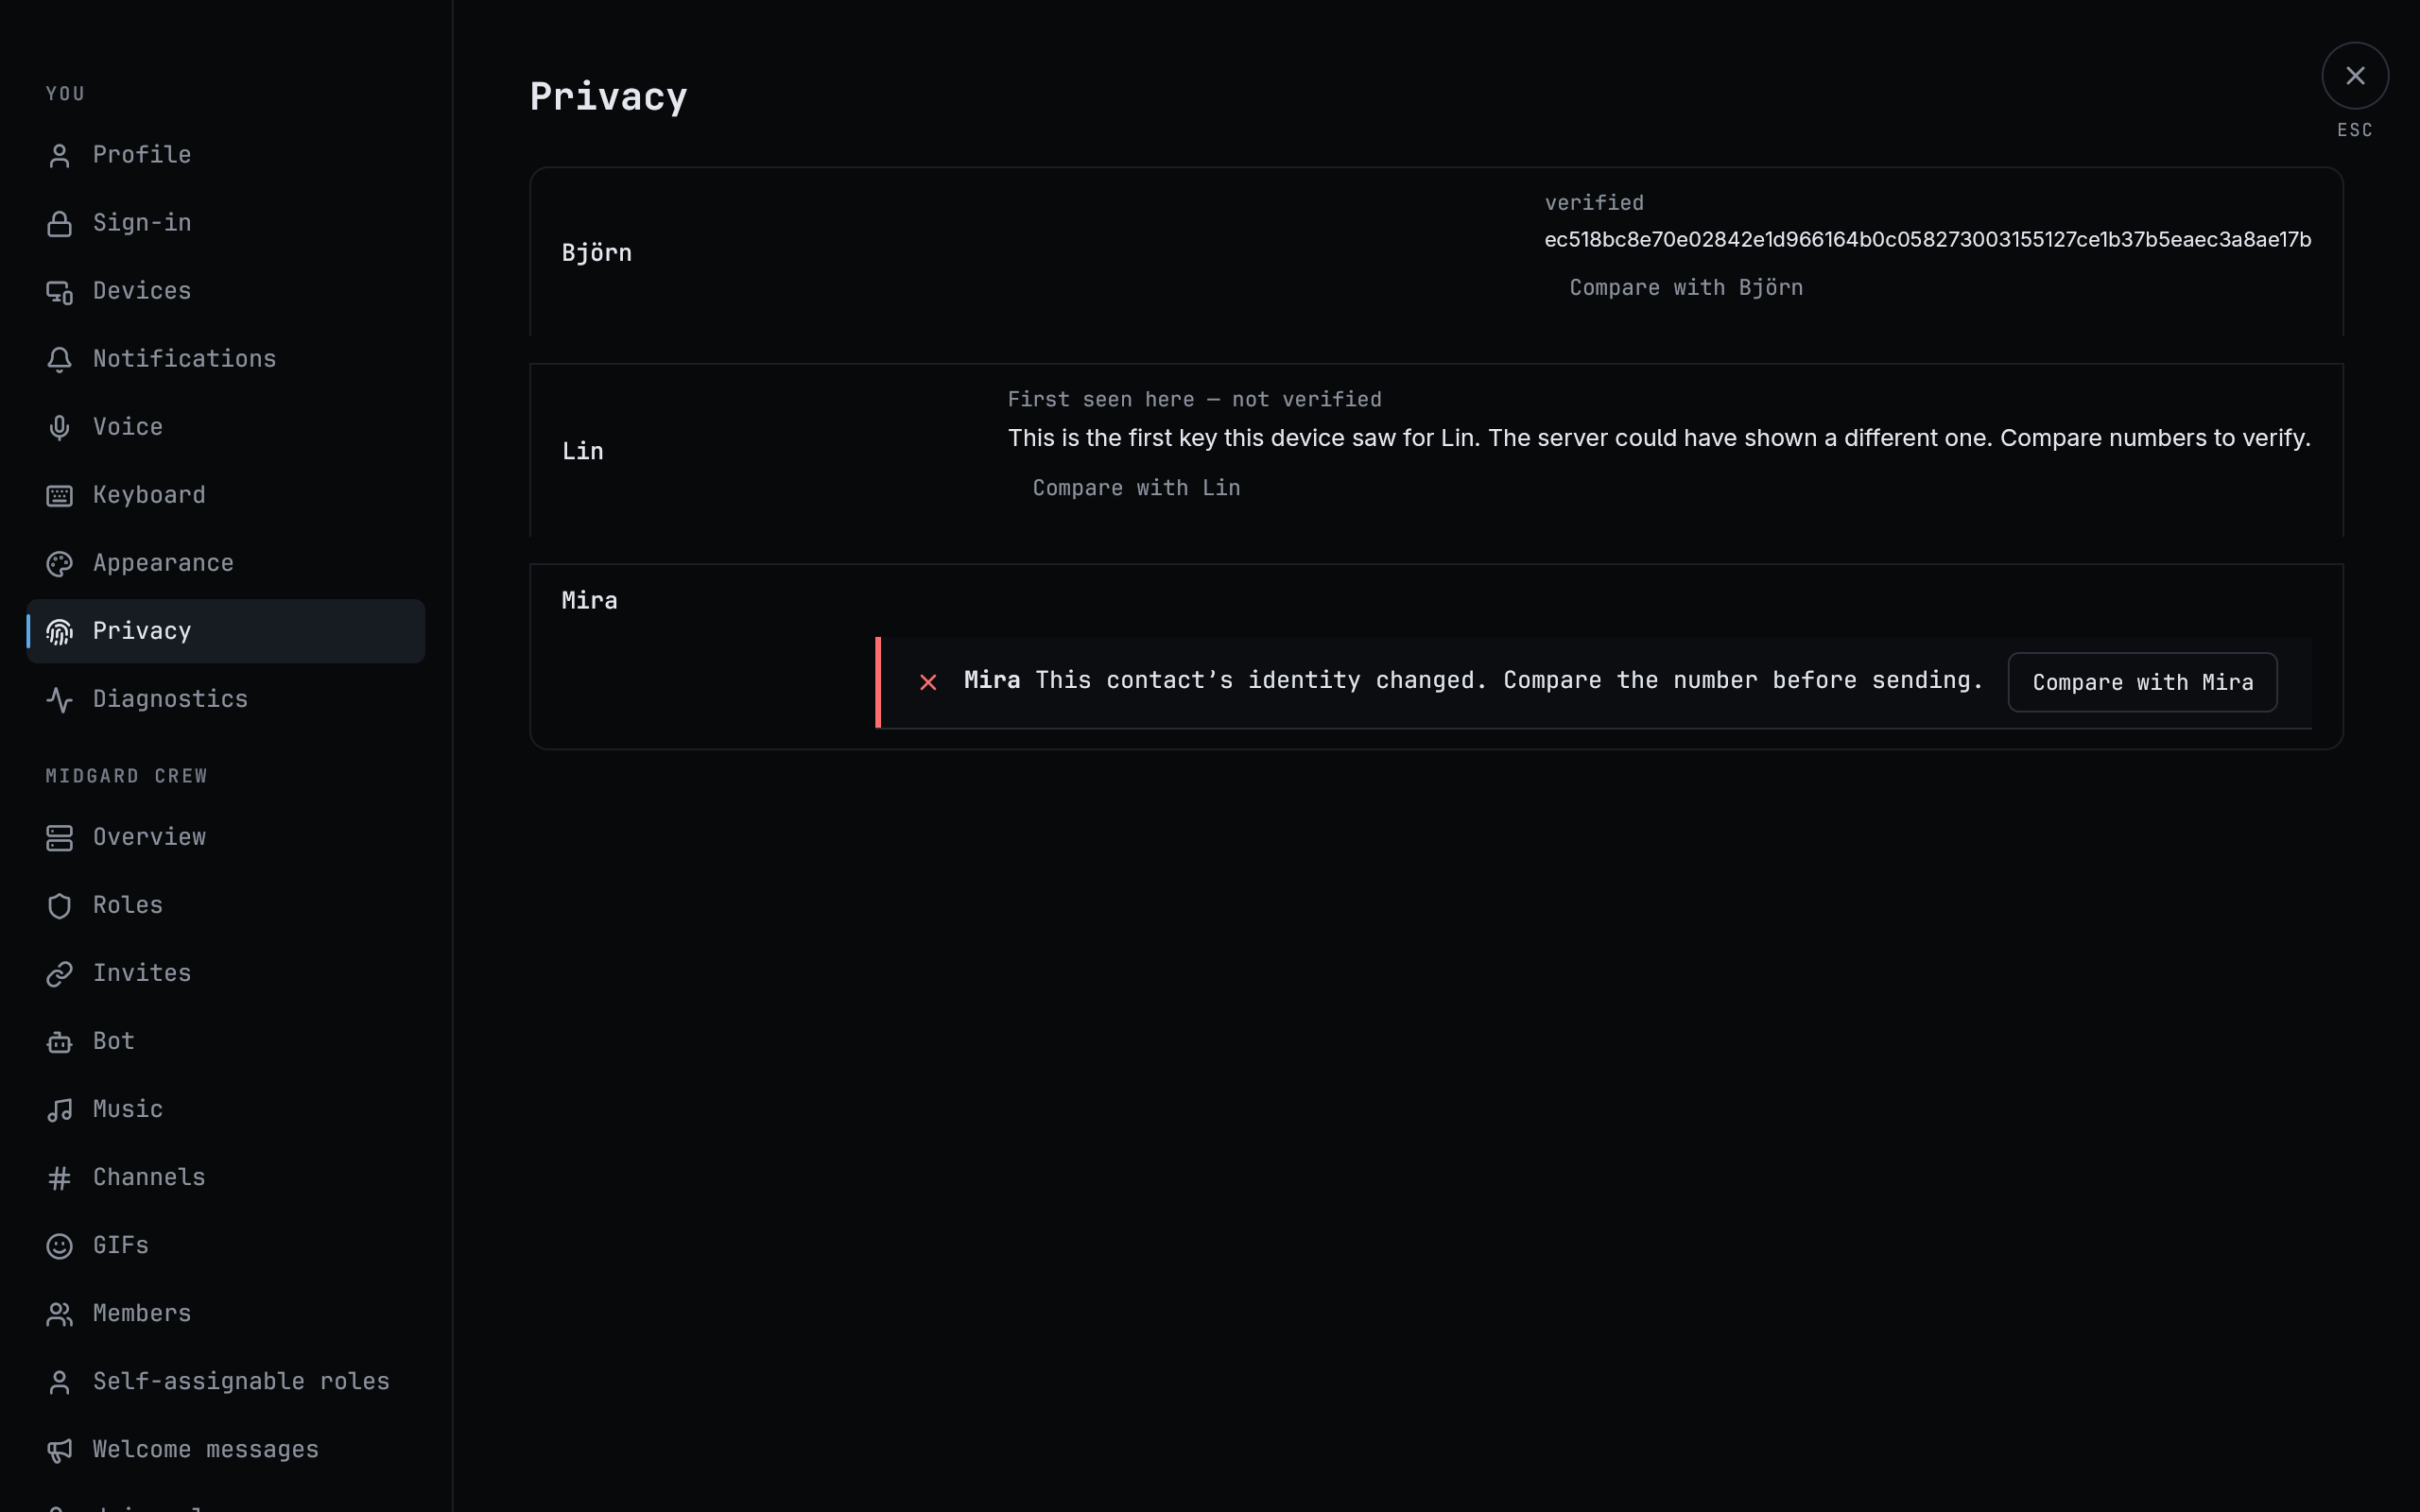 YOU
Profile
Sign-in
Devices
Notifications
Voice
Keyboard
Appearance
Privacy
Diagnostics
MIDGARD CREW
Overview
Roles
Invites
Bot
Music
Channels
GIFs
Members
Self-assignable roles
Welcome messages
Privacy
ESC
Björn
verified
ec518bc8e70e02842e1d966164b0c058273003155127ce1b37b5eaec3a8ae17b
Compare with Björn
Lin
First seen here — not verified
This is the first key this device saw for Lin. The server could have shown a different one. Compare numbers to verify.
Compare with Lin
Mira
Mira This contact’s identity changed. Compare the number before sending.
Compare with Mira